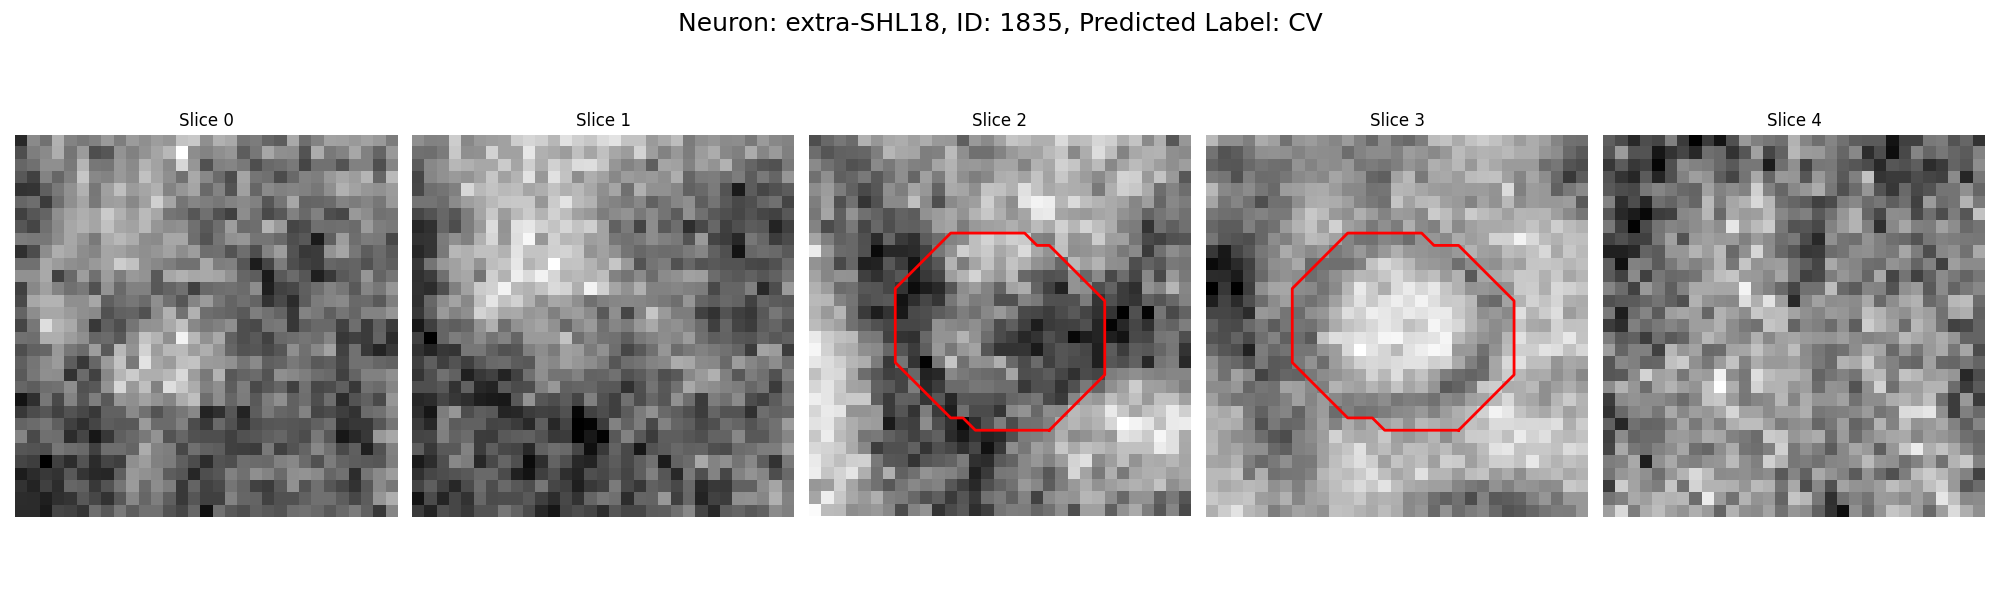 Neuron: extra-SHL18, ID: 1835, Predicted Label: CV
Slice 0
Slice 1
Slice 2
Slice 3
Slice 4